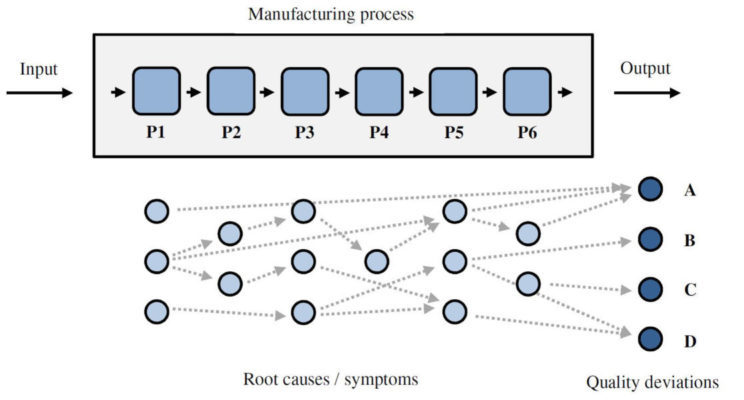 Manufacturing process
Input
Output
P1 P2 P3 P4 P5 P6
A
B
C
D
Root causes / symptoms
Quality deviations